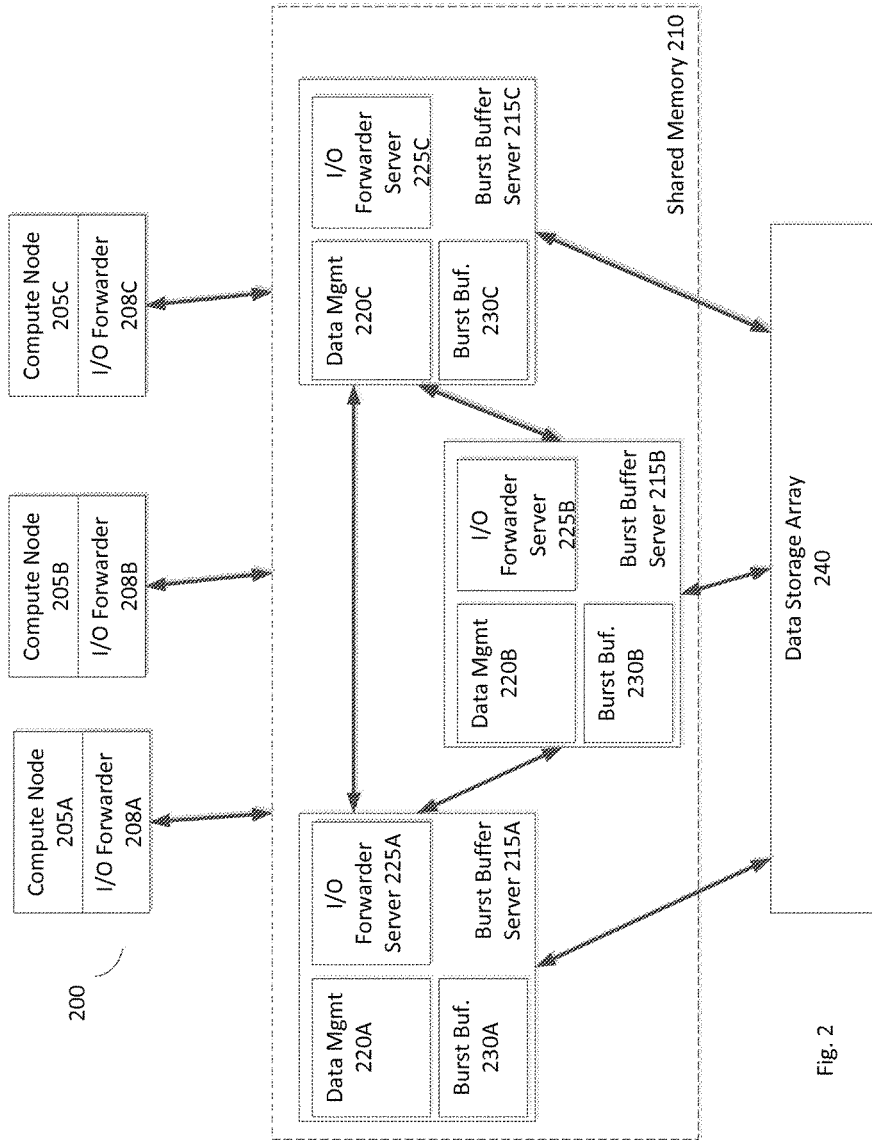 200
Compute Node
205A
I/O Forwarder
208A
Compute Node
205B
I/O Forwarder
208B
Compute Node
205C
I/O Forwarder
208C
Data Mgmt
220A
I/O
Forwarder
Server 225A
Burst Buf.
230A
Burst Buffer
Server 215A
Data Mgmt
220B
I/O
Forwarder
Server
225B
Burst Buf.
230B
Burst Buffer
Server 215B
Data Mgmt
220C
I/O
Forwarder
Server
225C
Burst Buf.
230C
Burst Buffer
Server 215C
Shared Memory 210
Data Storage Array
240
Fig. 2